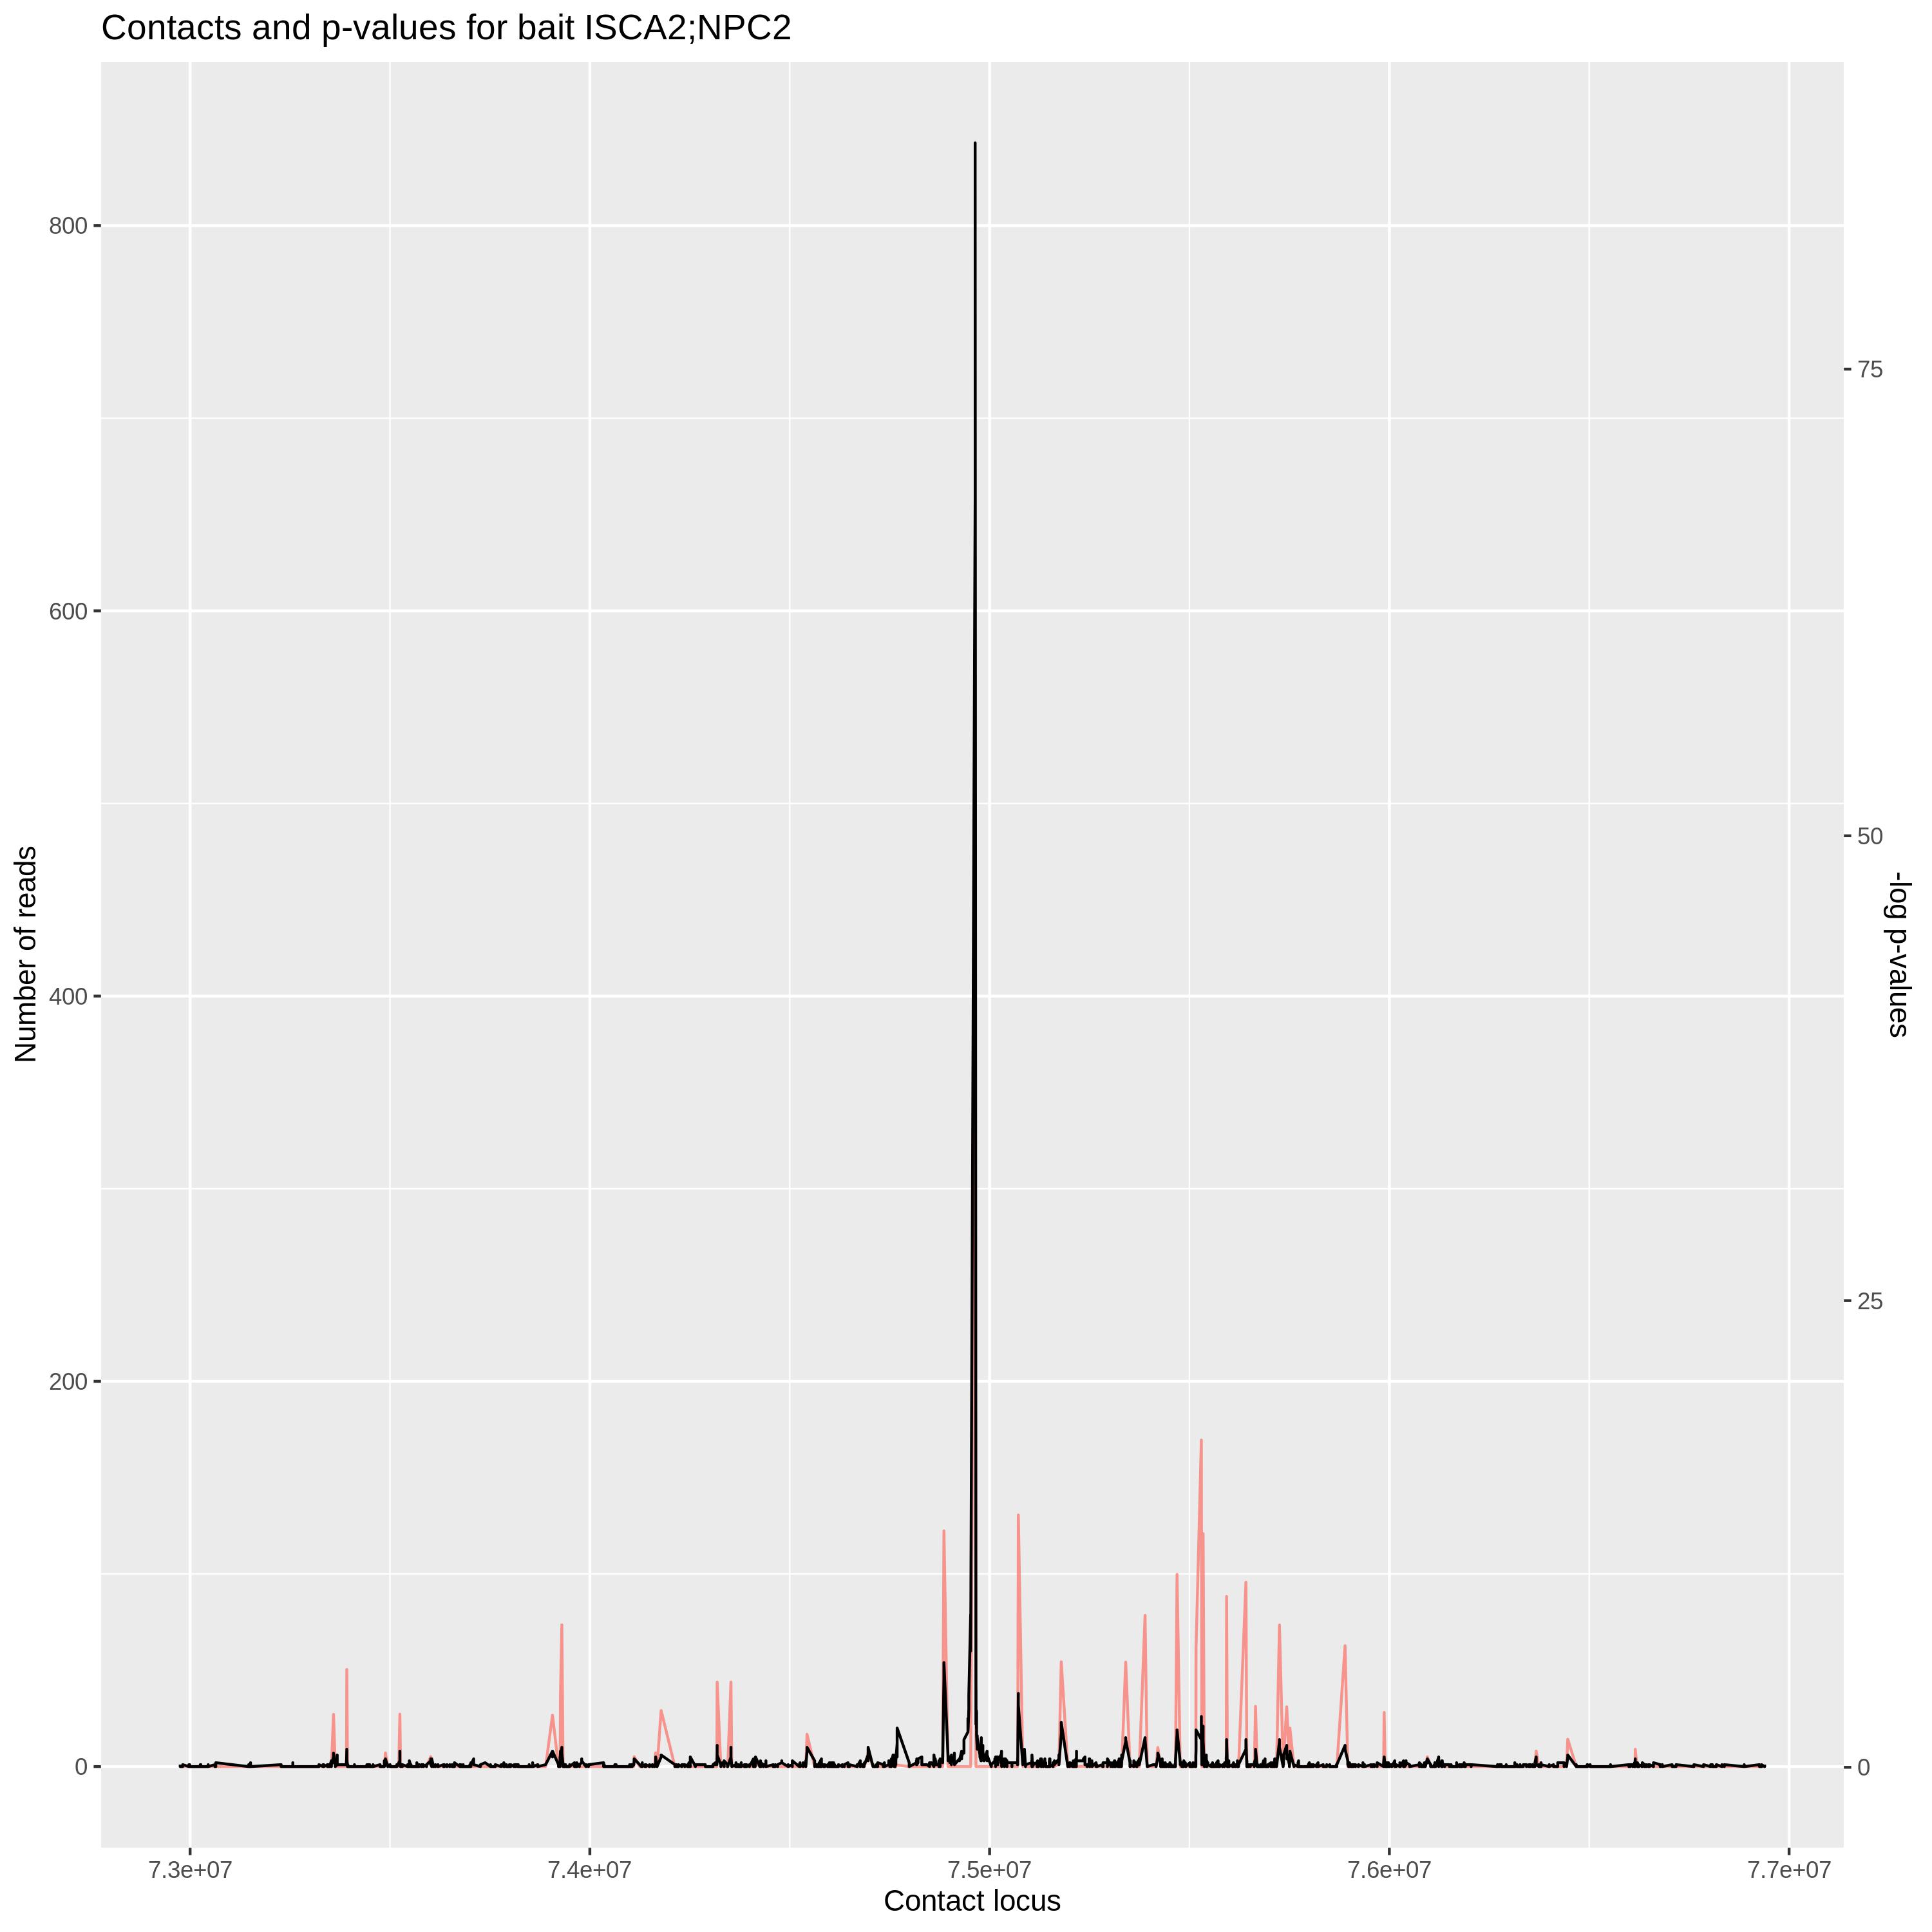 Contacts and p-values for bait ISCA2;NPC2
800
600
400
200
0
Number of reads
75
50
25
0
-log p-values
7.3e+07 7.4e+07 7.5e+07 7.6e+07 7.7e+07
Contact locus